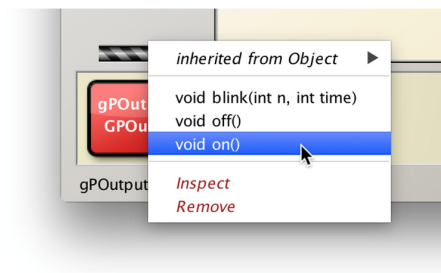 inherited from Object
void blink(int n, int time)
gPOut
void off()
GPOu
void on()
gPOutput
Inspect
Remove